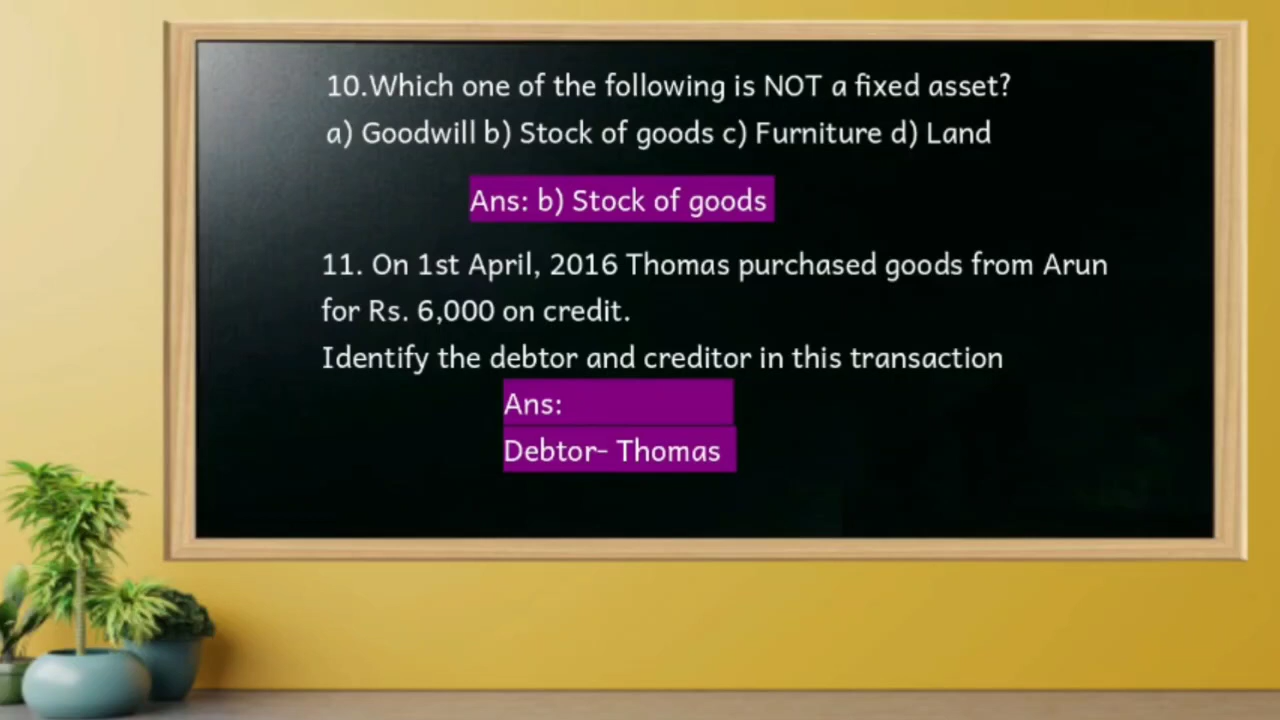 10.Which one of the following is NOT a fixed asset?
a) Goodwill b) Stock of goods c) Furniture d) Land
Ans: b) Stock of goods
11. On 1st April, 2016 Thomas purchased goods from Arun
for Rs. 6,000 on credit.
Identify the debtor and creditor in this transaction
Ans:
Debtor- Thomas